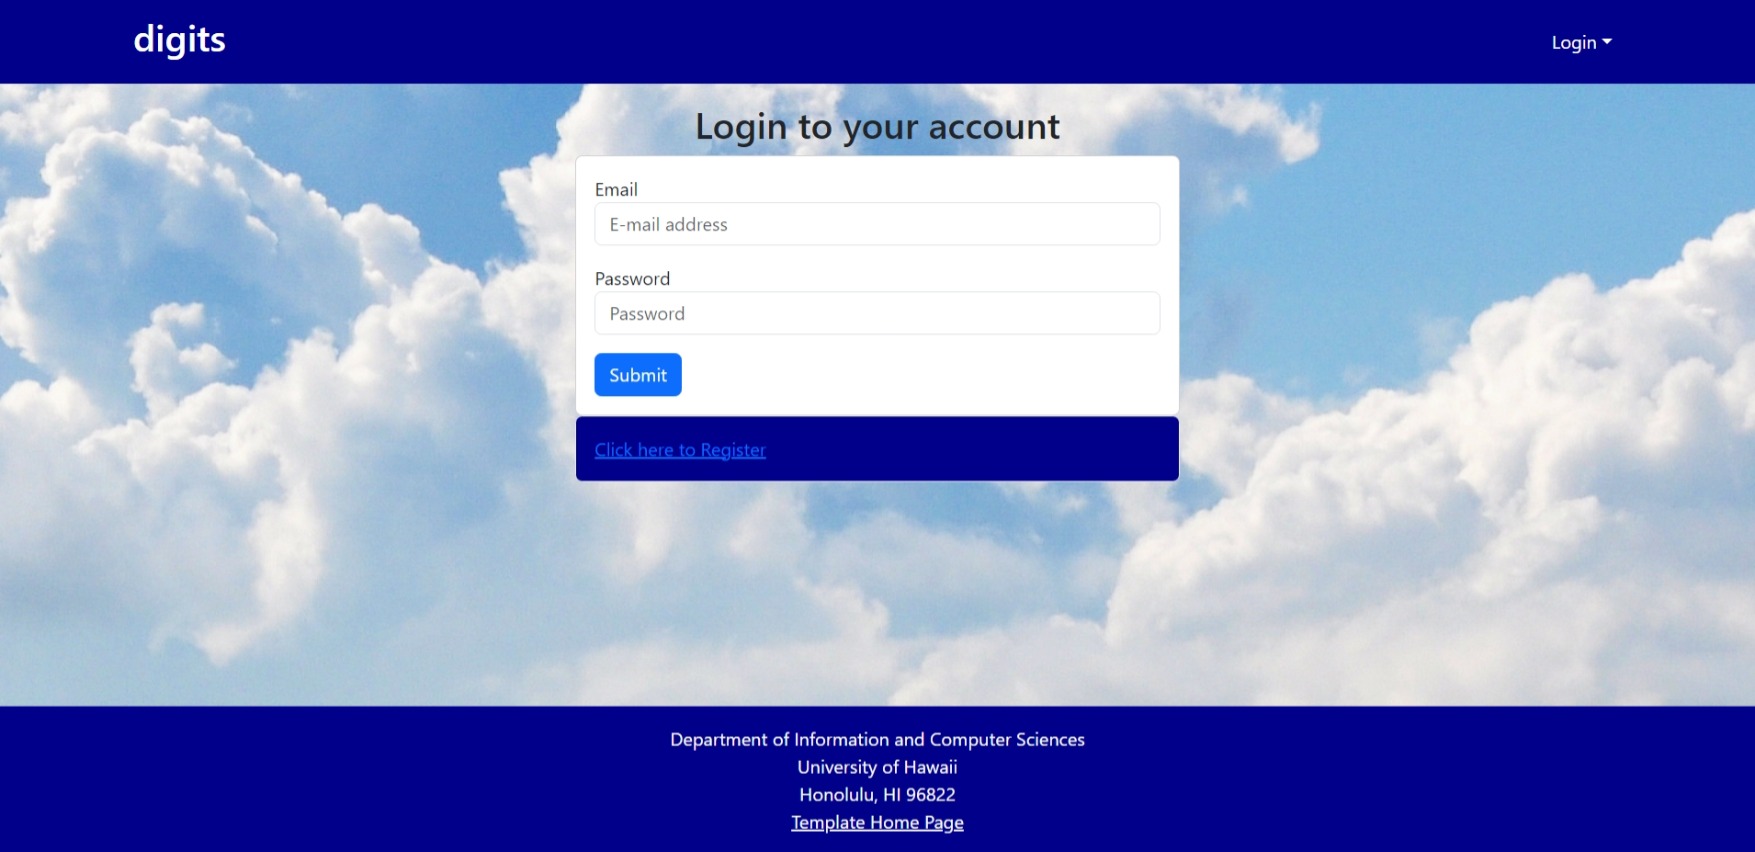 digits
Login
Login to your account
Email
E-mail address
Password
Password
Submit
Click here to Register
Department of Information and Computer Sciences
University of Hawaii
Honolulu, HI 96822
Template Home Page